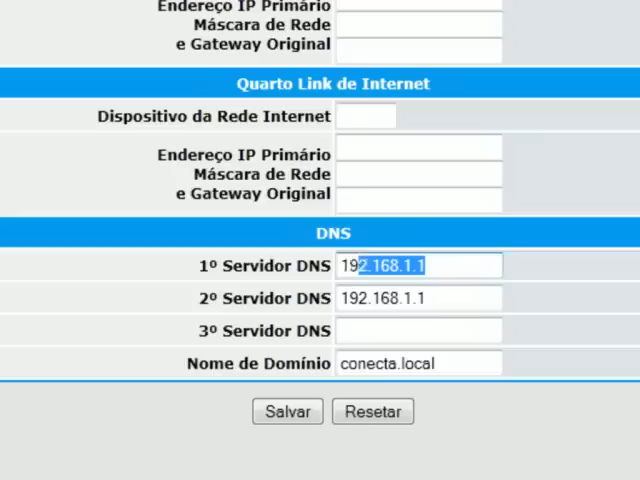 Endereço IP Primário
Máscara de Rede
e Gateway Original
Quarto Link de Internet
Dispositivo da Rede Internet
Endereço IP Primário
Máscara de Rede
e Gateway Original
DNS
1º Servidor DNS 192.168.1.1
2º Servidor DNS 192.168.1.1
3º Servidor DNS
Nome de Domínio conecta.local
Salvar Resetar